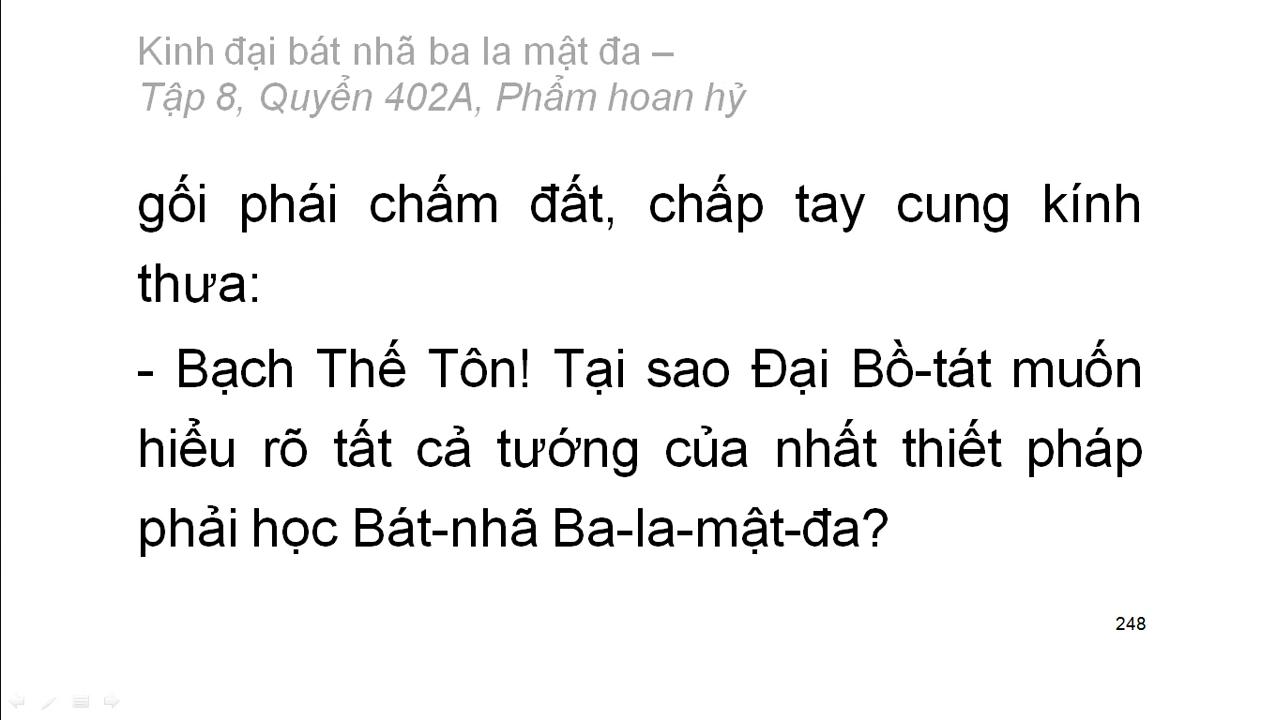 Kinh đại bát nhã ba la mật đa –
Tập 8, Quyển 402A, Phẩm hoan hỷ
gối phái chấm đất, chấp tay cung kính
thưa:
- Bạch Thế Tôn! Tại sao Đại Bồ-tát muốn
hiểu rõ tất cả tướng của nhất thiết pháp
phải học Bát-nhã Ba-la-mật-đa?
248